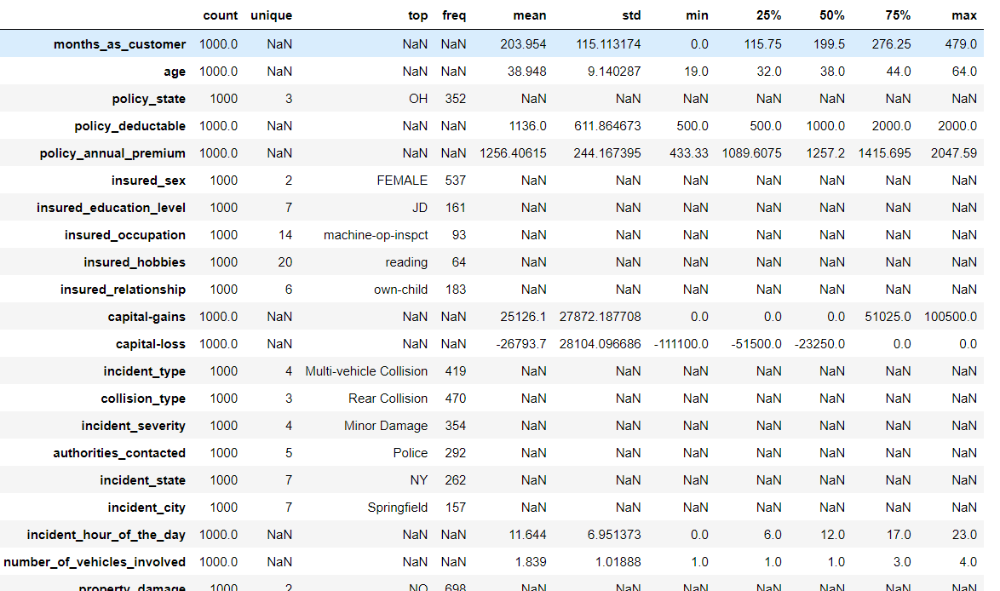 count unique top freq mean std min 25% 50% 75% max
months_as_customer 1000.0 NaN NaN NaN 203.954 115.113174 0.0 115.75 199.5 276.25 479.0
age 1000.0 NaN NaN NaN 38.948 9.140287 19.0 32.0 38.0 44.0 64.0
policy_state 1000 3 OH 352 NaN NaN NaN NaN NaN NaN NaN
policy_deductable 1000.0 NaN NaN NaN 1136.0 611.864673 500.0 500.0 1000.0 2000.0 2000.0
policy_annual_premium 1000.0 NaN NaN NaN 1256.40615 244.167395 433.33 1089.6075 1257.2 1415.695 2047.59
insured_sex 1000 2 FEMALE 537 NaN NaN NaN NaN NaN NaN NaN
insured_education_level 1000 7 JD 161 NaN NaN NaN NaN NaN NaN NaN
insured_occupation 1000 14 machine-op-inspct 93 NaN NaN NaN NaN NaN NaN NaN
insured_hobbies 1000 20 reading 64 NaN NaN NaN NaN NaN NaN NaN
insured_relationship 1000 6 own-child 183 NaN NaN NaN NaN NaN NaN NaN
capital-gains 1000.0 NaN NaN NaN 25126.1 27872.187708 0.0 0.0 0.0 51025.0 100500.0
capital-loss 1000.0 NaN NaN NaN -26793.7 28104.096686 -111100.0 -51500.0 -23250.0 0.0 0.0
incident_type 1000 4 Multi-vehicle Collision 419 NaN NaN NaN NaN NaN NaN NaN
collision_type 1000 3 Rear Collision 470 NaN NaN NaN NaN NaN NaN NaN
incident_severity 1000 4 Minor Damage 354 NaN NaN NaN NaN NaN NaN NaN
authorities_contacted 1000 5 Police 292 NaN NaN NaN NaN NaN NaN NaN
incident_state 1000 7 NY 262 NaN NaN NaN NaN NaN NaN NaN
incident_city 1000 7 Springfield 157 NaN NaN NaN NaN NaN NaN NaN
incident_hour_of_the_day 1000.0 NaN NaN NaN 11.644 6.951373 0.0 6.0 12.0 17.0 23.0
number_of_vehicles_involved 1000.0 NaN NaN NaN 1.839 1.01888 1.0 1.0 1.0 3.0 4.0
property_damage 1000 2 NO 698 NaN NaN NaN NaN NaN NaN NaN